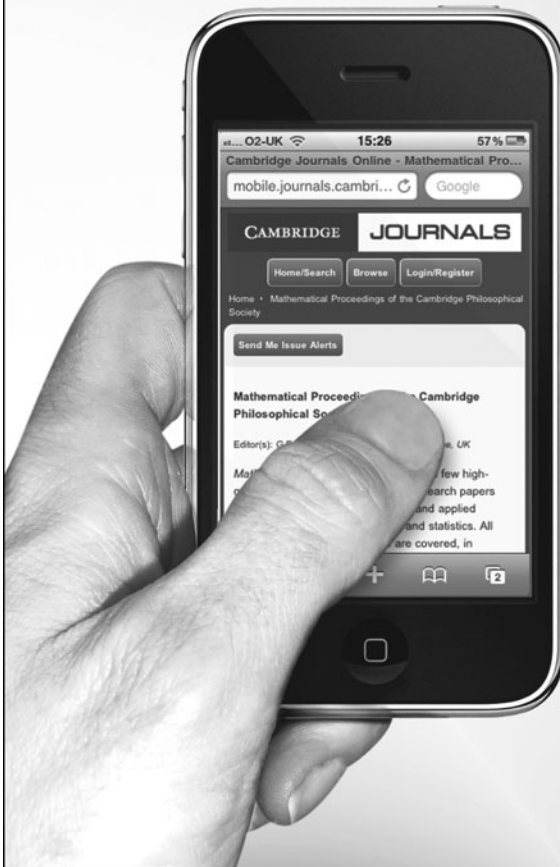 O2-UK 15:26 57%
Cambridge Journals Online - Mathematical Pro...
mobile.journals.cambri... Google
CAMBRIDGE JOURNALS
Home/Search Browse Login/Register
Home • Mathematical Proceedings of the Cambridge Philosophical
Society
Send Me Issue Alerts
Mathematical Cambridge
Philosophical
Editor(s): UK
few high-
earch papers
and applied
and statistics. All
are covered, in
2